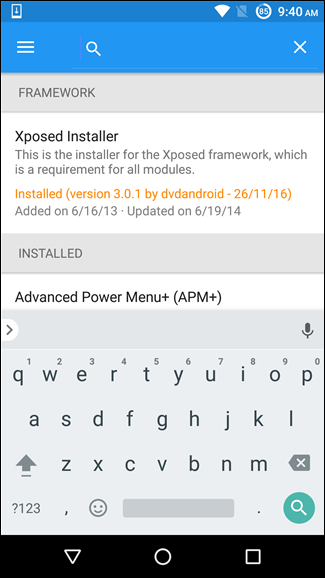 85 9:40 AM
FRAMEWORK
Xposed Installer
This is the installer for the Xposed framework, which
is a requirement for all modules.
Installed (version 3.0.1 by dvdandroid - 26/11/16)
Added on 6/16/13 · Updated on 6/19/14
INSTALLED
Advanced Power Menu+ (APM+)
1 2 3 4 5 6 7 8 9 0
q w e r t y u i o p
a s d f g h j k l
z x c v b n m
?123 , .